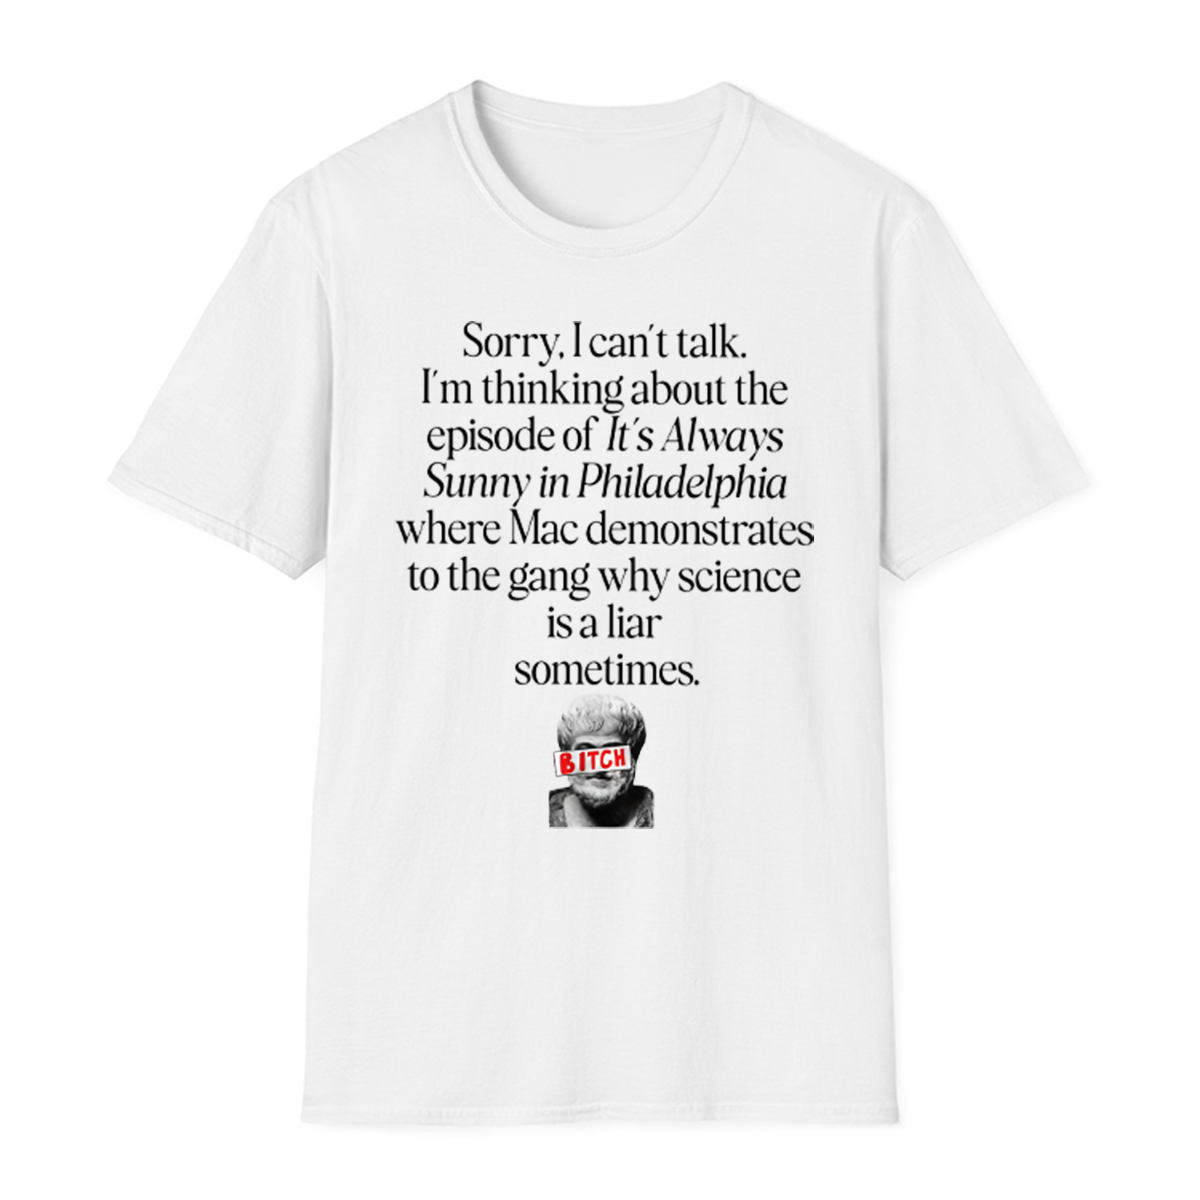 Sorry, I can't talk.
I'm thinking about the
episode of It's Always
Sunny in Philadelphia
where Mac demonstrates
to the gang why science
is a liar
sometimes.
BITCH